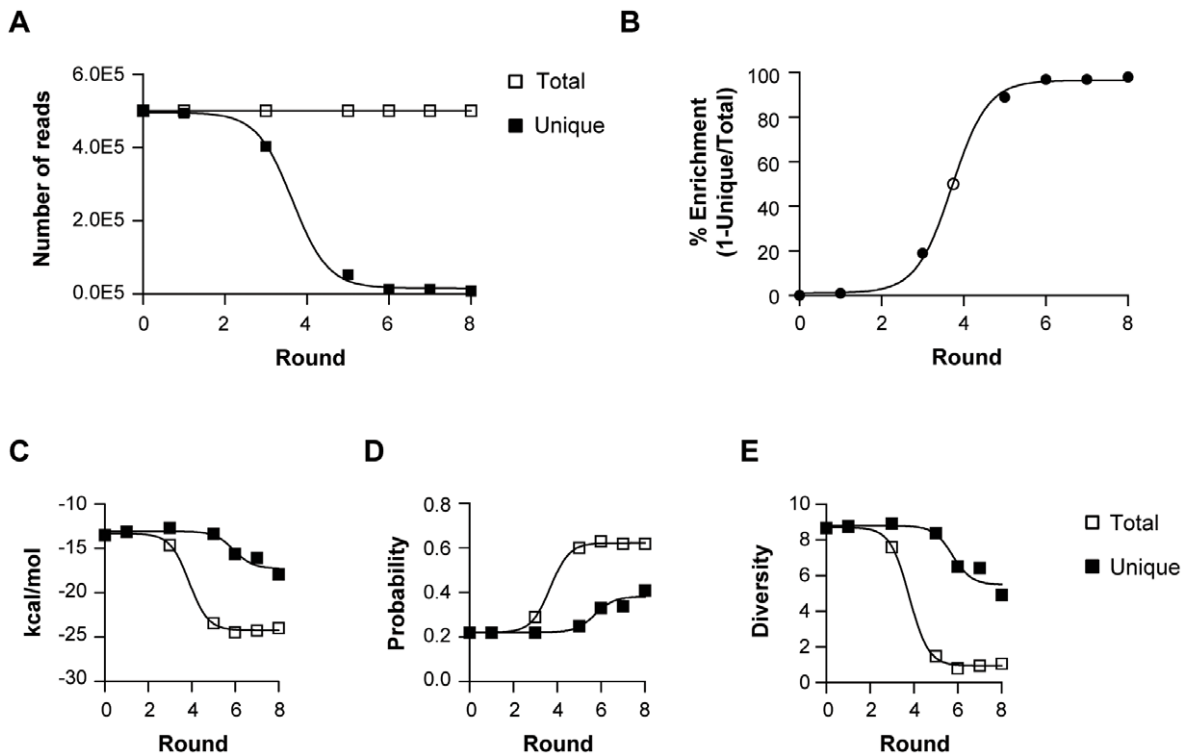 A
Number of reads
6.0E5
4.0E5
2.0E5
0.0E5
0 2 4 6 8
Round
Total
Unique
B
% Enrichment
(1-Unique/Total)
100
80
60
40
20
0
0 2 4 6 8
Round
C
kcal/mol
-10
-15
-20
-25
-30
0 2 4 6 8
Round
D
Probability
0.8
0.6
0.4
0.2
0.0
0 2 4 6 8
Round
E
Diversity
10
8
6
4
2
0
0 2 4 6 8
Round
Total
Unique